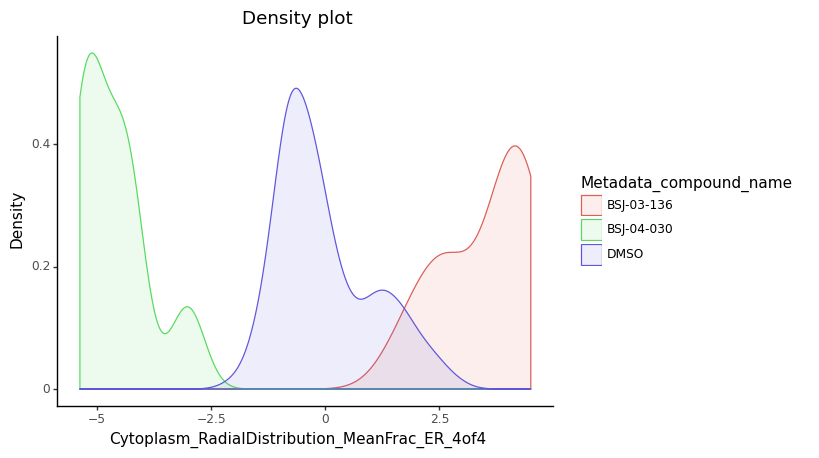 Density plot
Density
0.4
0.2
0
−5
−2.5
0
2.5
Cytoplasm_RadialDistribution_MeanFrac_ER_4of4
Metadata_compound_name
BSJ-03-136
BSJ-04-030
DMSO